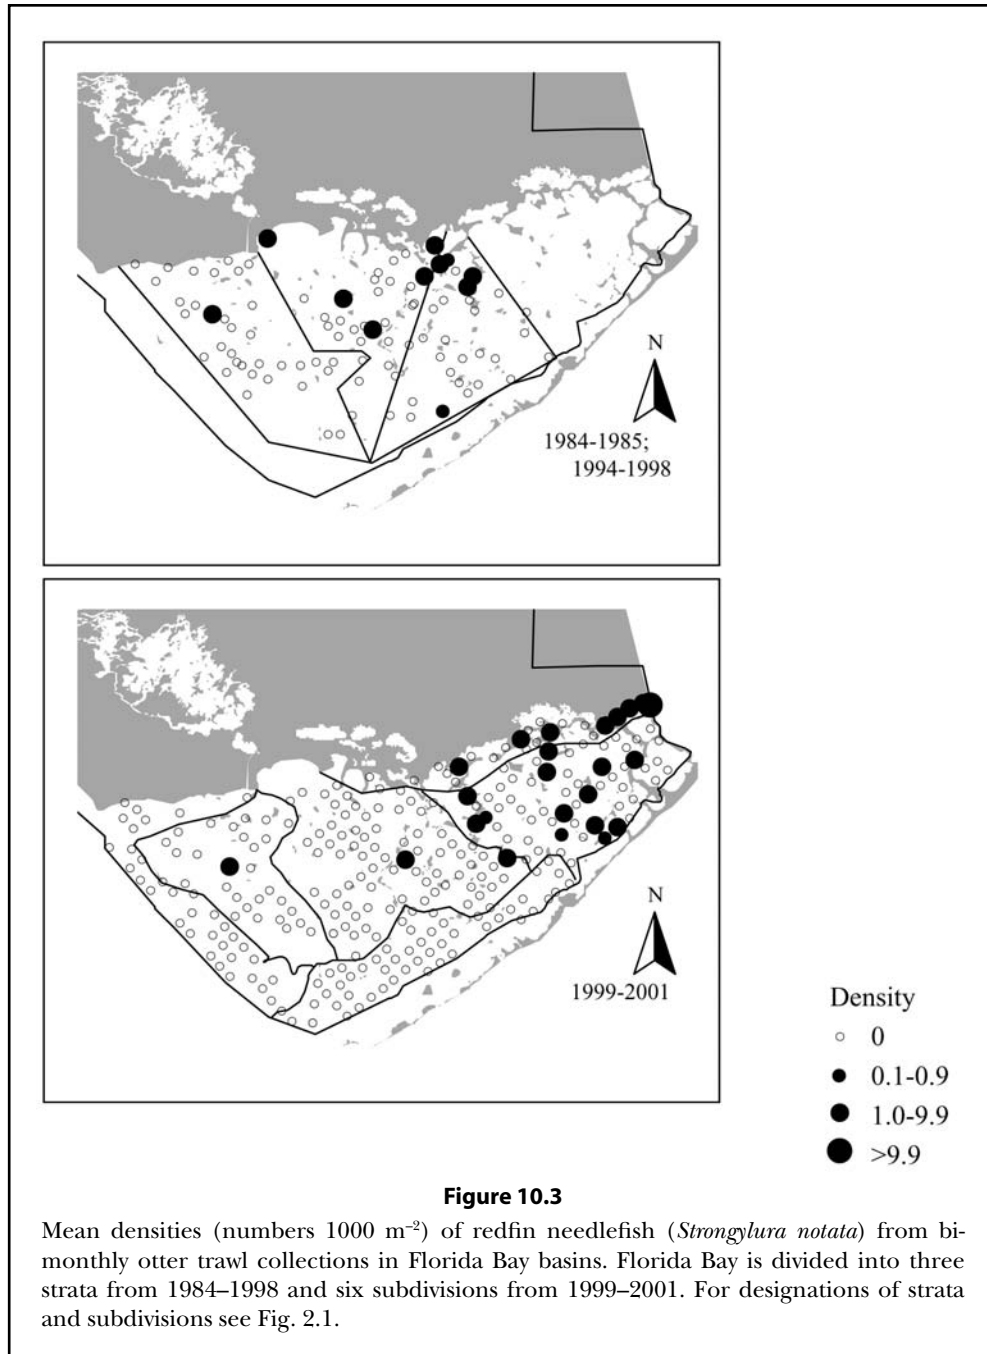 N
1984-1985;
1994-1998
N
1999-2001
Density
0
0.1-0.9
1.0-9.9
>9.9
Figure 10.3
Mean densities (numbers 1000 m⁻²) of redfin needlefish (Strongylura notata) from bi-
monthly otter trawl collections in Florida Bay basins. Florida Bay is divided into three
strata from 1984–1998 and six subdivisions from 1999–2001. For designations of strata
and subdivisions see Fig. 2.1.